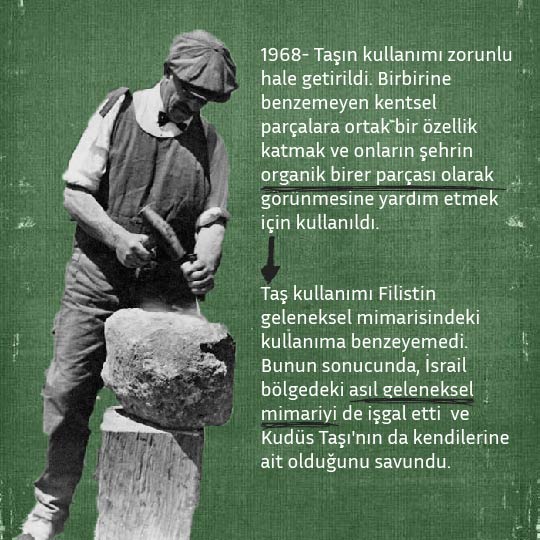 1968- Taşın kullanımı zorunlu
hale getirildi. Birbirine
benzemeyen kentsel
parçalara ortak bir özellik
katmak ve onların şehrin
organik birer parçası olarak
görünmesine yardım etmek
için kullanıldı.
Taş kullanımı Filistin
geleneksel mimarisindeki
kullanıma benzeyemedi.
Bunun sonucunda, İsrail
bölgedeki asıl geleneksel
mimariyi de işgal etti ve
Kudüs Taşı'nın da kendilerine
ait olduğunu savundu.